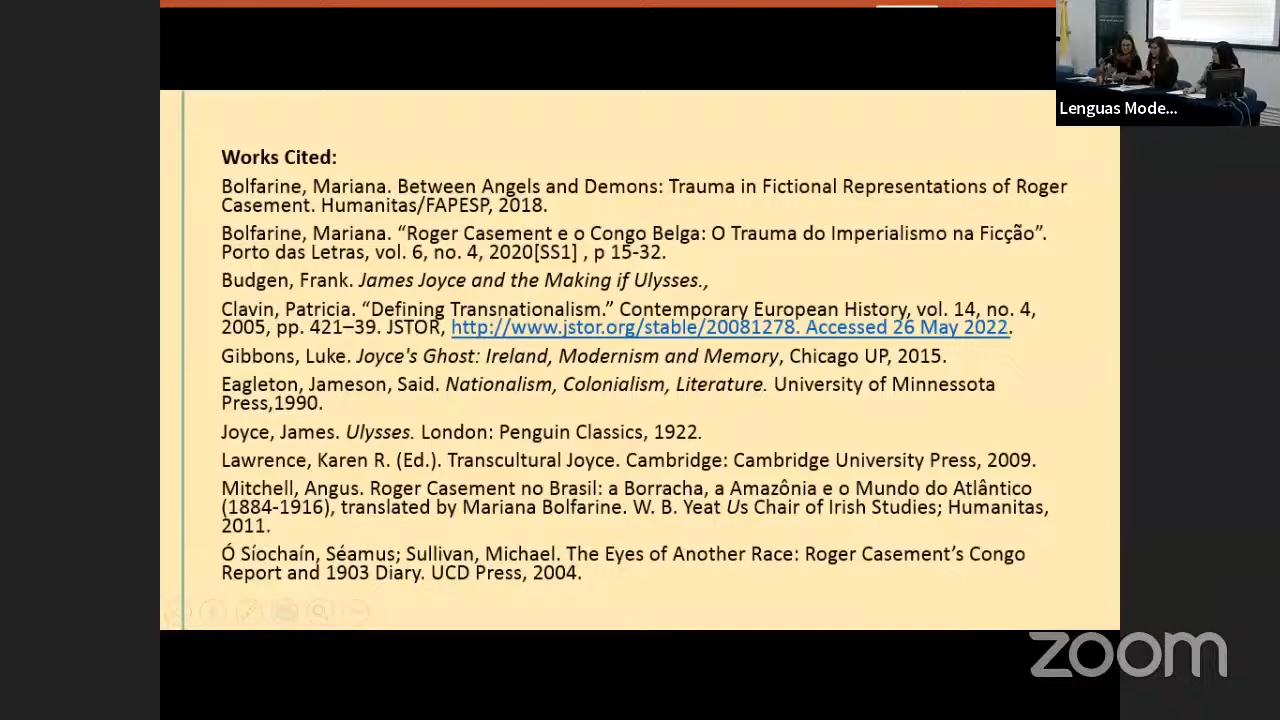 Lenguas Mode...
Works Cited:
Bolfarine, Mariana. Between Angels and Demons: Trauma in Fictional Representations of Roger
Casement. Humanitas/FAPESP, 2018.
Bolfarine, Mariana. “Roger Casement e o Congo Belga: O Trauma do Imperialismo na Ficção”.
Porto das Letras, vol. 6, no. 4, 2020[SS1] , p 15-32.
Budgen, Frank. James Joyce and the Making if Ulysses.,
Clavin, Patricia. “Defining Transnationalism.” Contemporary European History, vol. 14, no. 4,
2005, pp. 421–39. JSTOR, http://www.jstor.org/stable/20081278. Accessed 26 May 2022.
Gibbons, Luke. Joyce's Ghost: Ireland, Modernism and Memory, Chicago UP, 2015.
Eagleton, Jameson, Said. Nationalism, Colonialism, Literature. University of Minnessota
Press,1990.
Joyce, James. Ulysses. London: Penguin Classics, 1922.
Lawrence, Karen R. (Ed.). Transcultural Joyce. Cambridge: Cambridge University Press, 2009.
Mitchell, Angus. Roger Casement no Brasil: a Borracha, a Amazônia e o Mundo do Atlântico
(1884-1916), translated by Mariana Bolfarine. W. B. Yeat Us Chair of Irish Studies; Humanitas,
2011.
Ó Síochaín, Séamus; Sullivan, Michael. The Eyes of Another Race: Roger Casement’s Congo
Report and 1903 Diary. UCD Press, 2004.
zoom